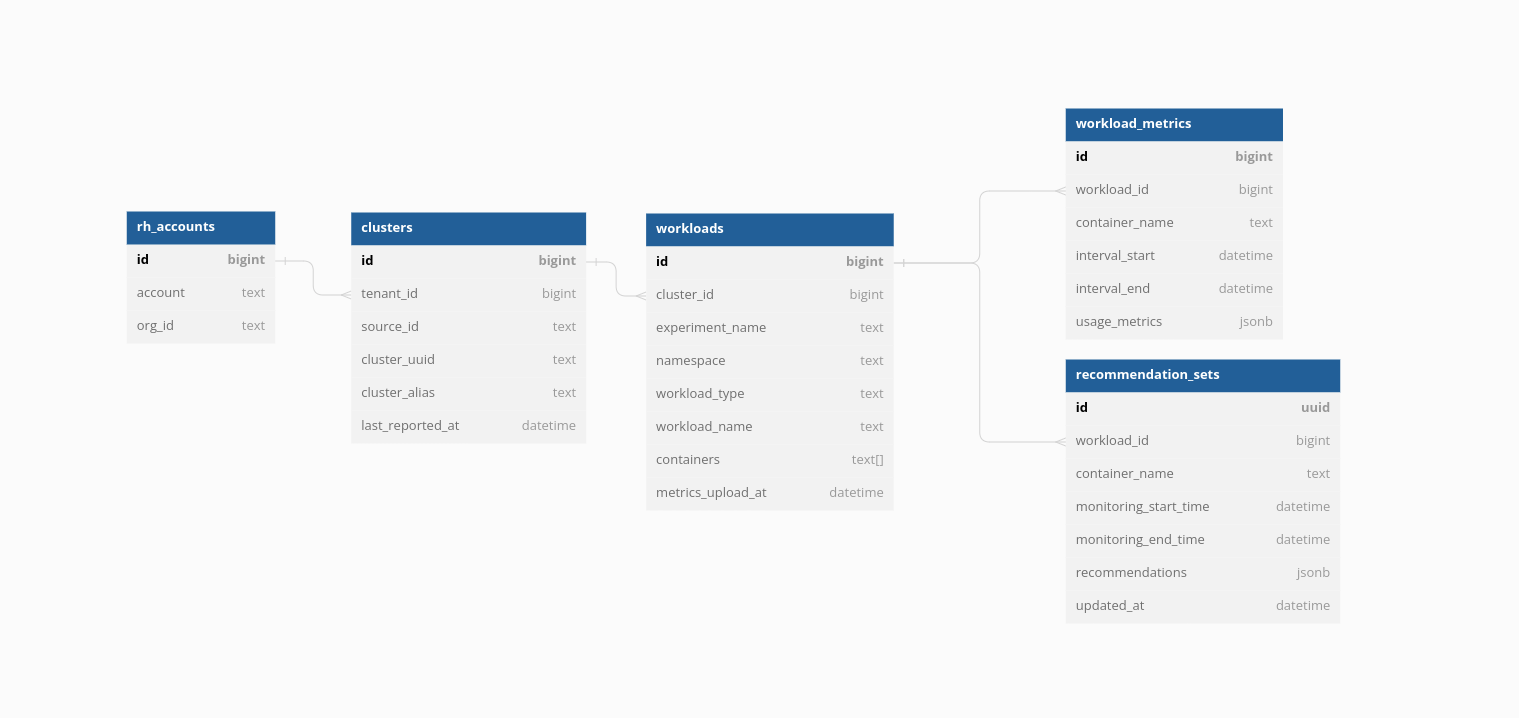 rh_accounts
id bigint
account text
org_id text
clusters
id bigint
tenant_id bigint
source_id text
cluster_uuid text
cluster_alias text
last_reported_at datetime
workloads
id bigint
cluster_id bigint
experiment_name text
namespace text
workload_type text
workload_name text
containers text[]
metrics_upload_at datetime
workload_metrics
id bigint
workload_id bigint
container_name text
interval_start datetime
interval_end datetime
usage_metrics jsonb
recommendation_sets
id uuid
workload_id bigint
container_name text
monitoring_start_time datetime
monitoring_end_time datetime
recommendations jsonb
updated_at datetime